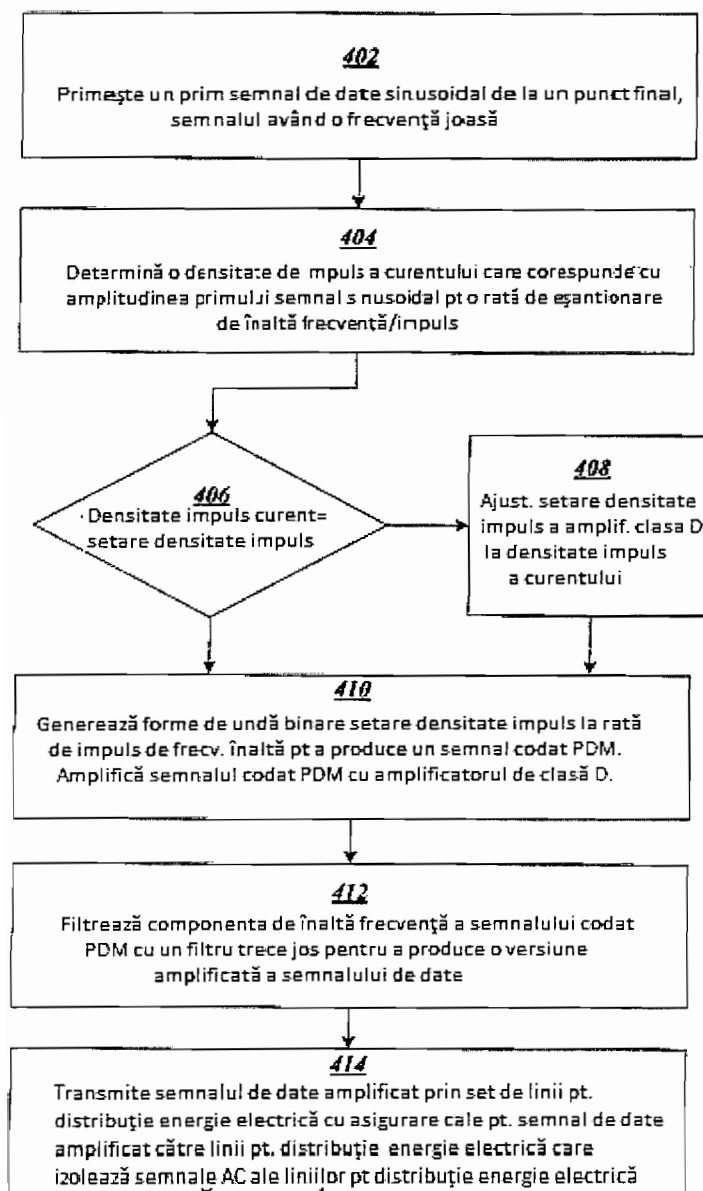 402
Primeşte un prim semnal de date sinusoidal de la un punct final,
semnalul având o frecvenţă joasă
404
Determină o densitate de mpuls a curentului care corespunde cu
amplitudinea primului semnal s nusoidal pt o rată de eşantionare
de înaltă frecvenţă/impuls
406
Densitate impuls curent=
setare densitate impuls
408
Ajust. setare densitate
impuls a amplif. clasa D
la densitate impuls
a curentului
410
Generează forme de undă binare setare densitate impuls la rată
de impuls de frecv. înaltă pt a produce un semnal codat PDM.
Amplifică semnalul codat PDM cu amplificatorul de clasă D.
412
Filtrează componenta de înaltă frecvenţă a semnalului codat
PDM cu un filtru trece jos pentru a produce o versiune
amplificată a semnalului de date
414
Transmite semnalul de date amplificat prin set de linii pt.
distribuţie energie electrică cu asigurare cale pt. semnal de date
amplificat către linii pt. distribuţie energie electrică care
izolează semnale AC ale liniilor pt distribuţie energie electrică